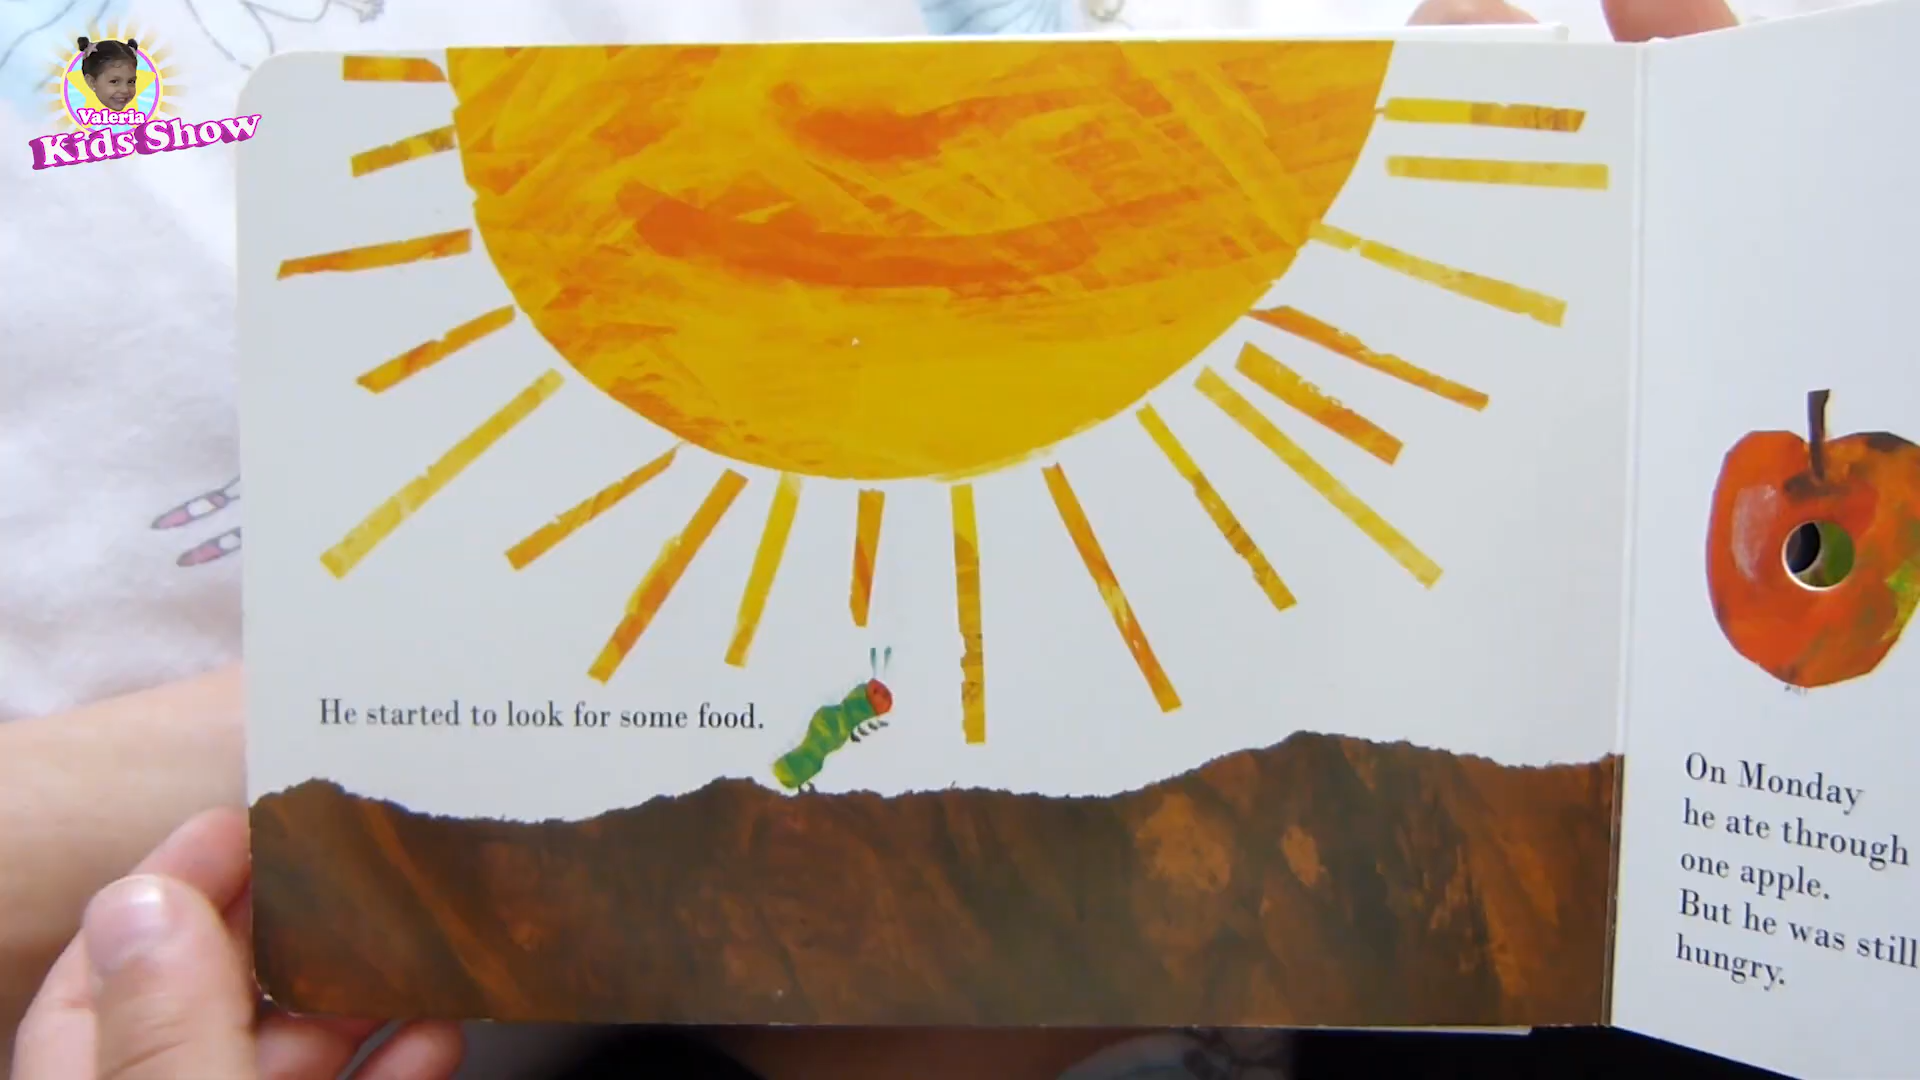 Valeria
Kids Show
He started to look for some food.
On Monday
he ate through
one apple.
But he was still
hungry.